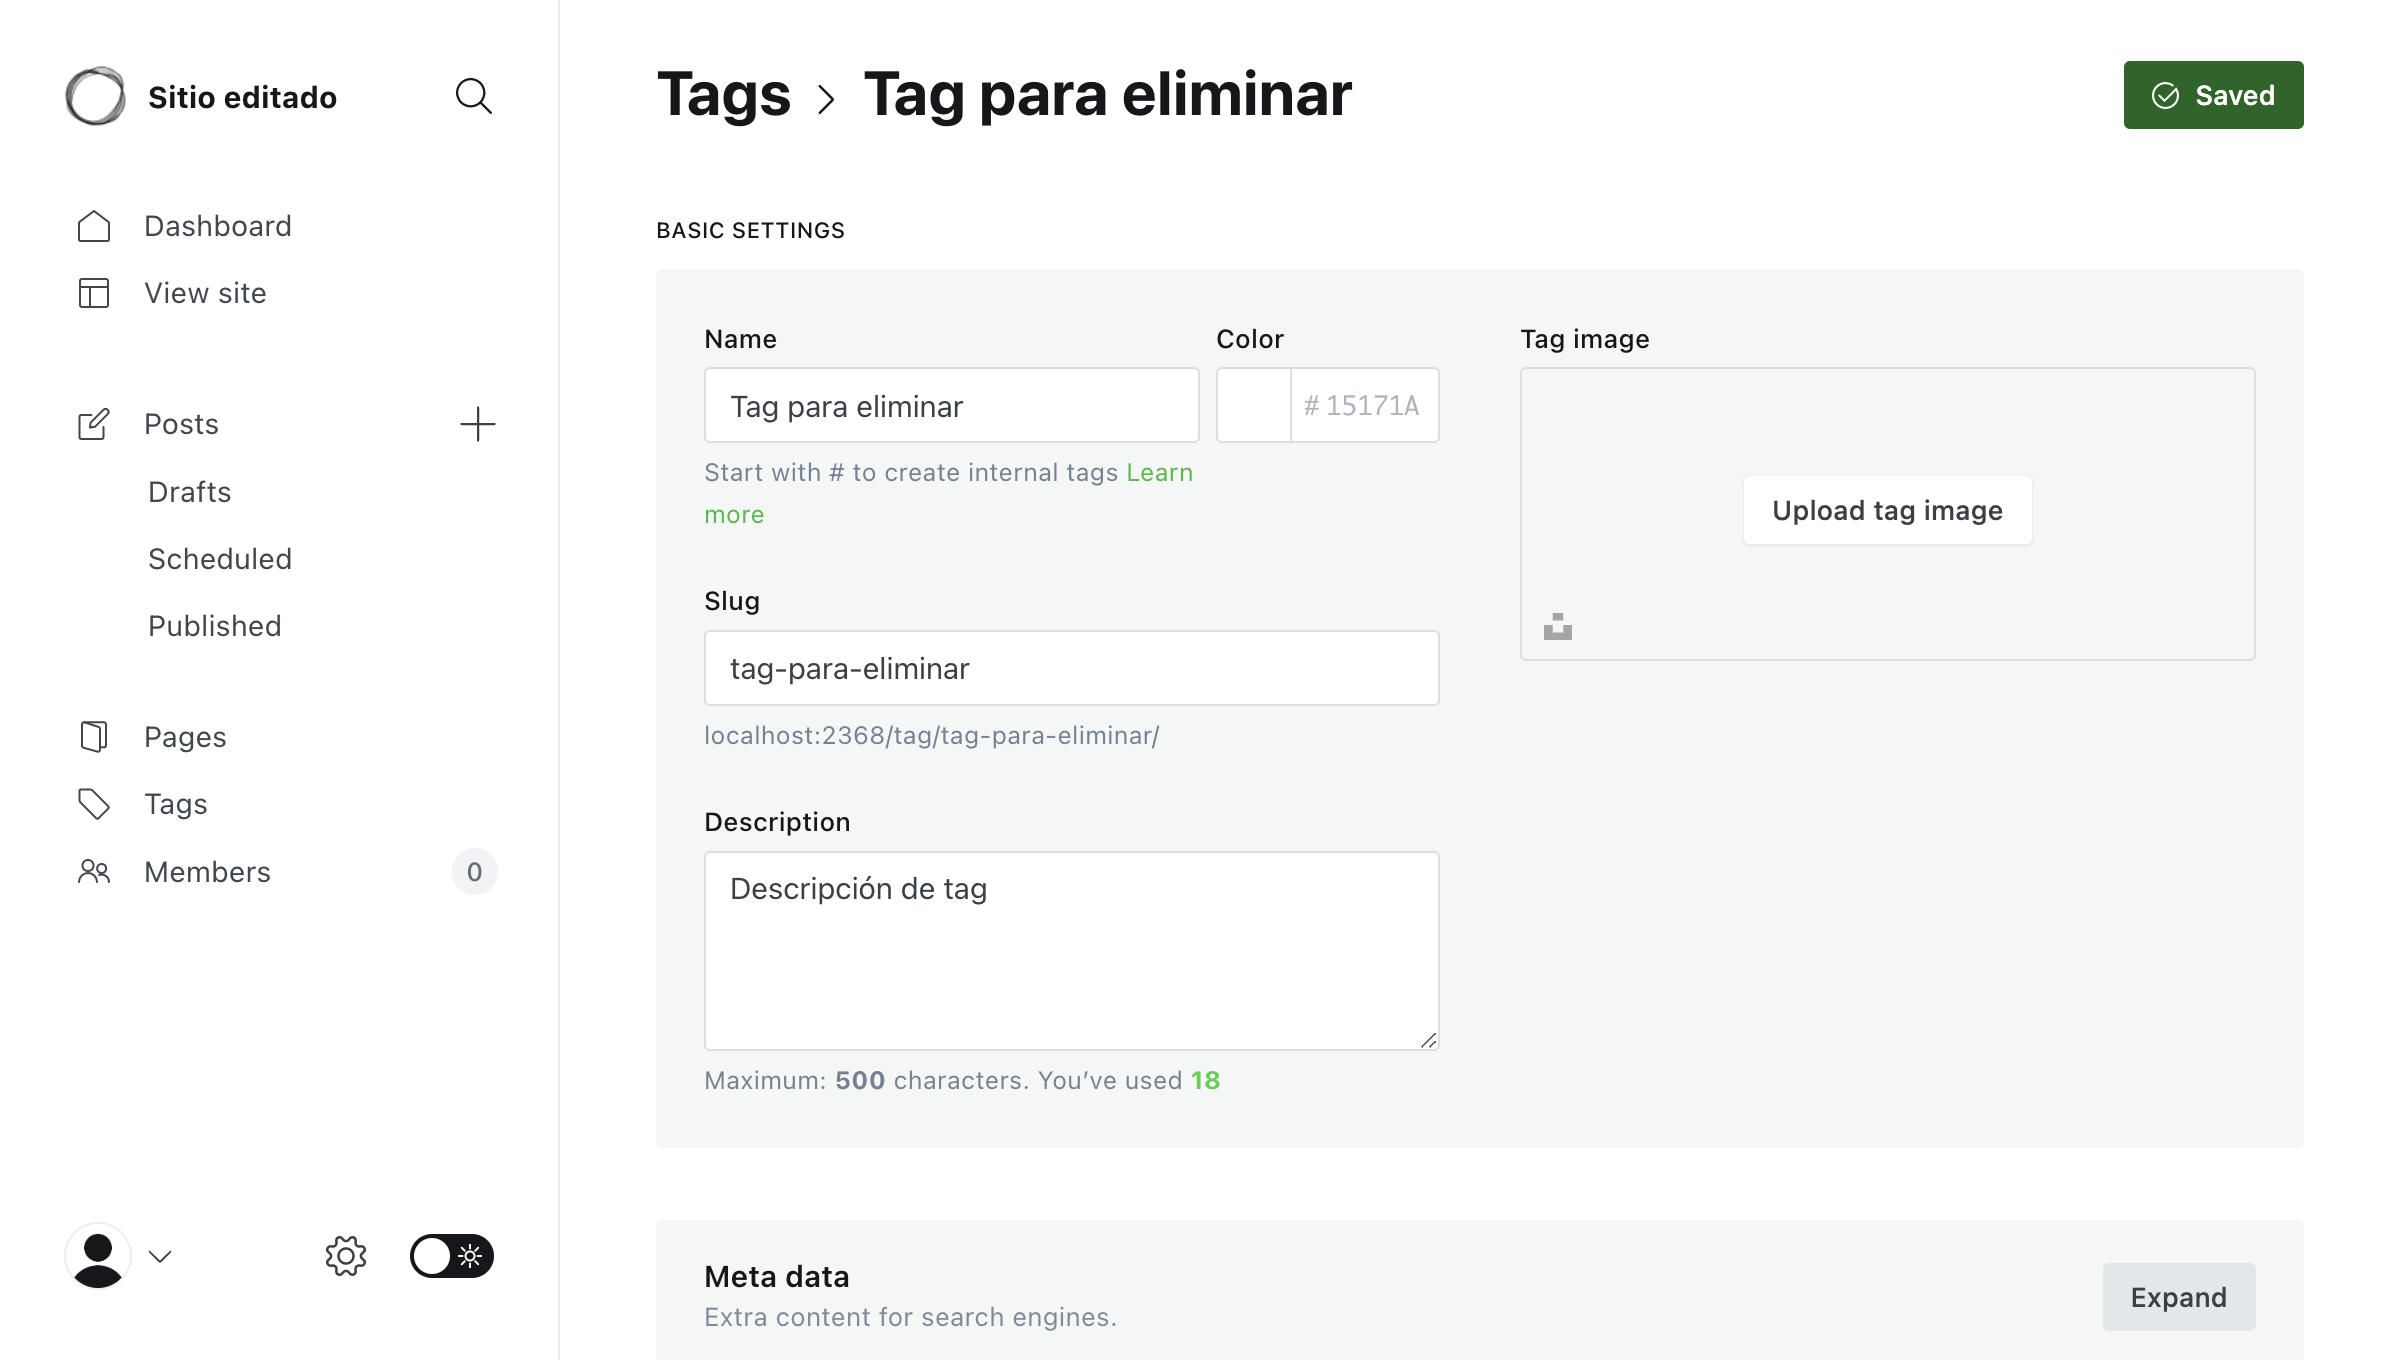 Sitio editado
Dashboard
View site
Posts
Drafts
Scheduled
Published
Pages
Tags
Members
0
Tags > Tag para eliminar
Saved
BASIC SETTINGS
Name
Tag para eliminar
Start with # to create internal tags Learn
more
Color
# 15171A
Slug
tag-para-eliminar
localhost:2368/tag/tag-para-eliminar/
Description
Descripción de tag
Maximum: 500 characters. You’ve used 18
Tag image
Upload tag image
Meta data
Extra content for search engines.
Expand